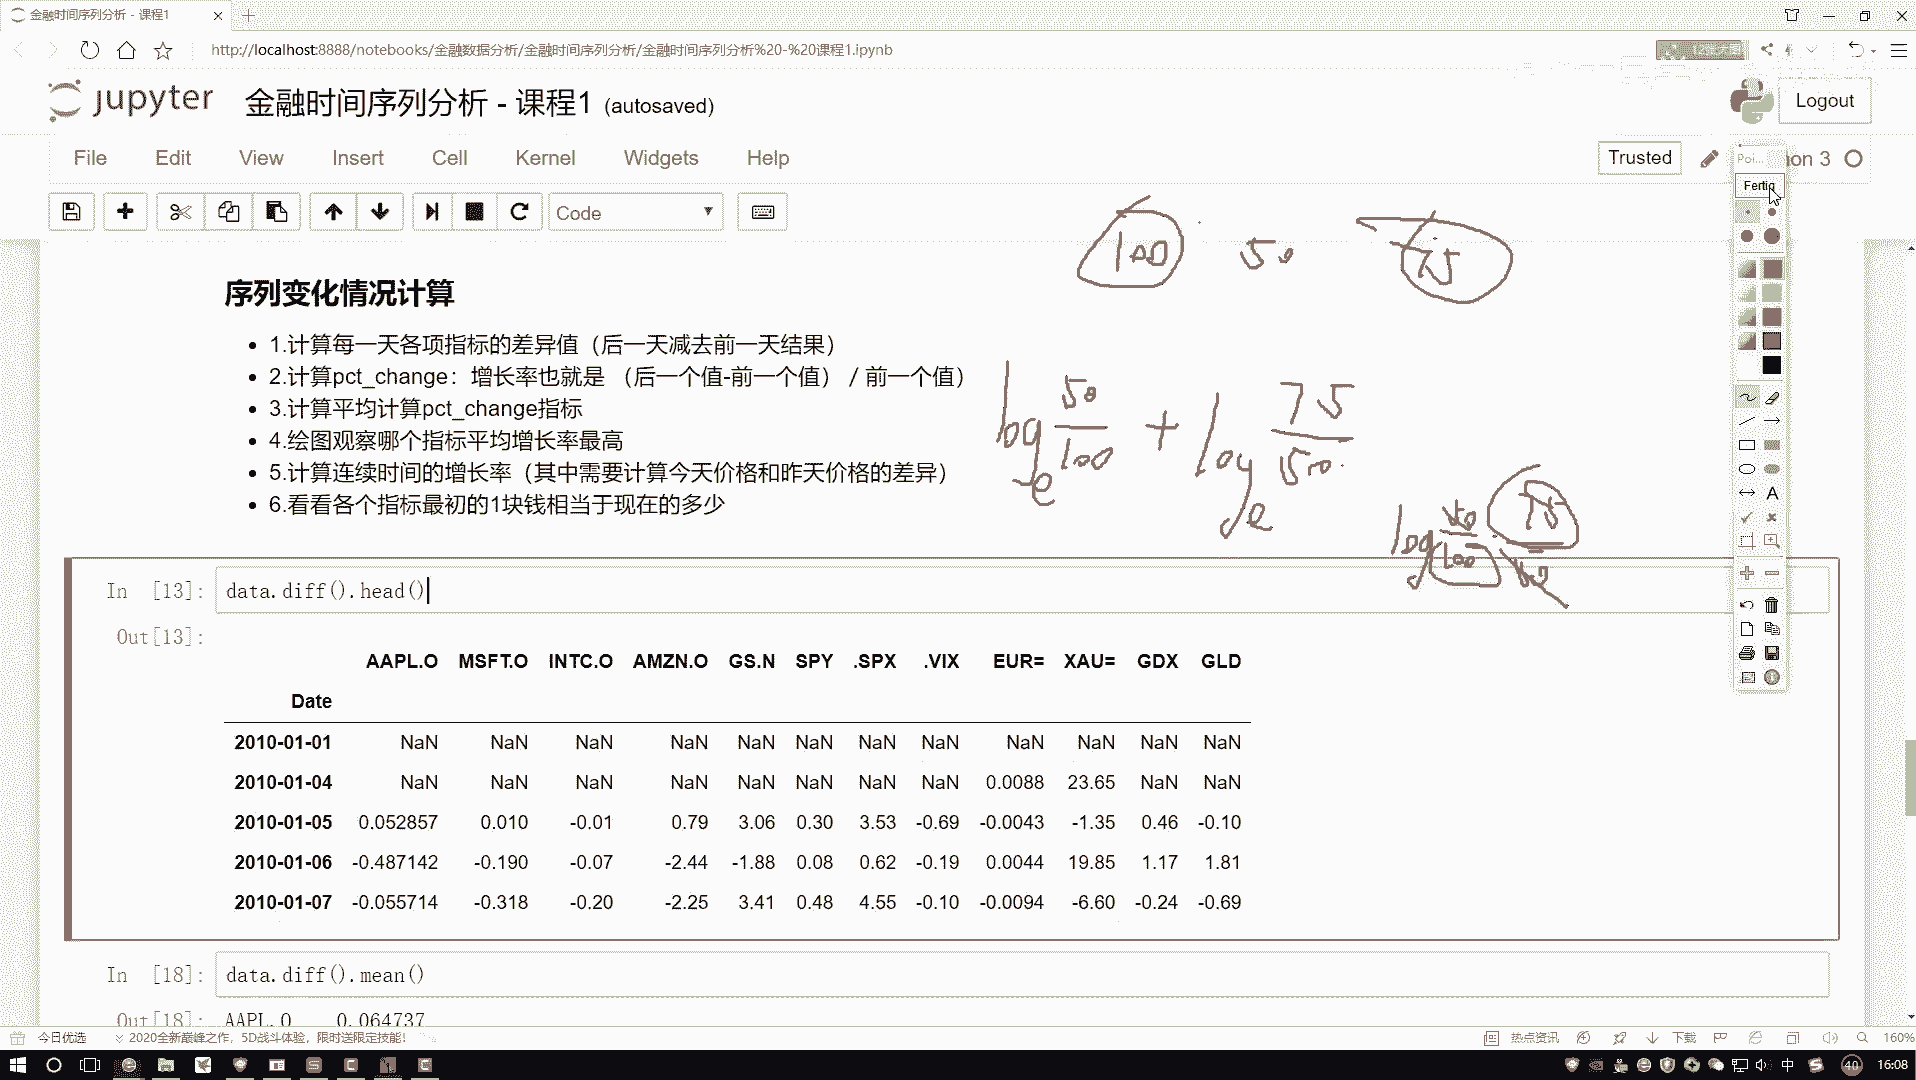 金融时间序列分析 - 课程1
http://localhost:8888/notebooks/金融数据分析/金融时间序列分析/金融时间序列分析%20-%20课程1.ipynb
jupyter 金融时间序列分析 - 课程1 (autosaved)
Logout
File Edit View Insert Cell Kernel Widgets Help
Trusted
on 3
Poi...
Fertig
Code
100 50 75
序列变化情况计算
1.计算每一天各项指标的差异值（后一天减去前一天结果）
2.计算pct_change：增长率也就是 （后一个值-前一个值）/ 前一个值）
3.计算平均计算pct_change指标
4.绘图观察哪个指标平均增长率最高
5.计算连续时间的增长率（其中需要计算今天价格和昨天价格的差异）
6.看看各个指标最初的1块钱相当于现在的多少
50 75
log e 100 + log e
log 50 75
100 50
In [13]: data.diff().head()
Out[13]:
AAPL.O MSFT.O INTC.O AMZN.O GS.N SPY .SPX .VIX EUR= XAU= GDX GLD
Date
2010-01-01 NaN NaN NaN NaN NaN NaN NaN NaN NaN NaN NaN NaN
2010-01-04 NaN NaN NaN NaN NaN NaN NaN NaN 0.0088 23.65 NaN NaN
2010-01-05 0.052857 0.010 -0.01 0.79 3.06 0.30 3.53 -0.69 -0.0043 -1.35 0.46 -0.10
2010-01-06 -0.487142 -0.190 -0.07 -2.44 -1.88 0.08 0.62 -0.19 0.0044 19.85 1.17 1.81
2010-01-07 -0.055714 -0.318 -0.20 -2.25 3.41 0.48 4.55 -0.10 -0.0094 -6.60 -0.24 -0.69
In [18]: data.diff().mean()
Out[18]: AAPL.O 0.064737
今日优选 2020全新巅峰之作，5D战斗体验，限时送限定技能！
热点资讯 下载 160%
中 40 16:08